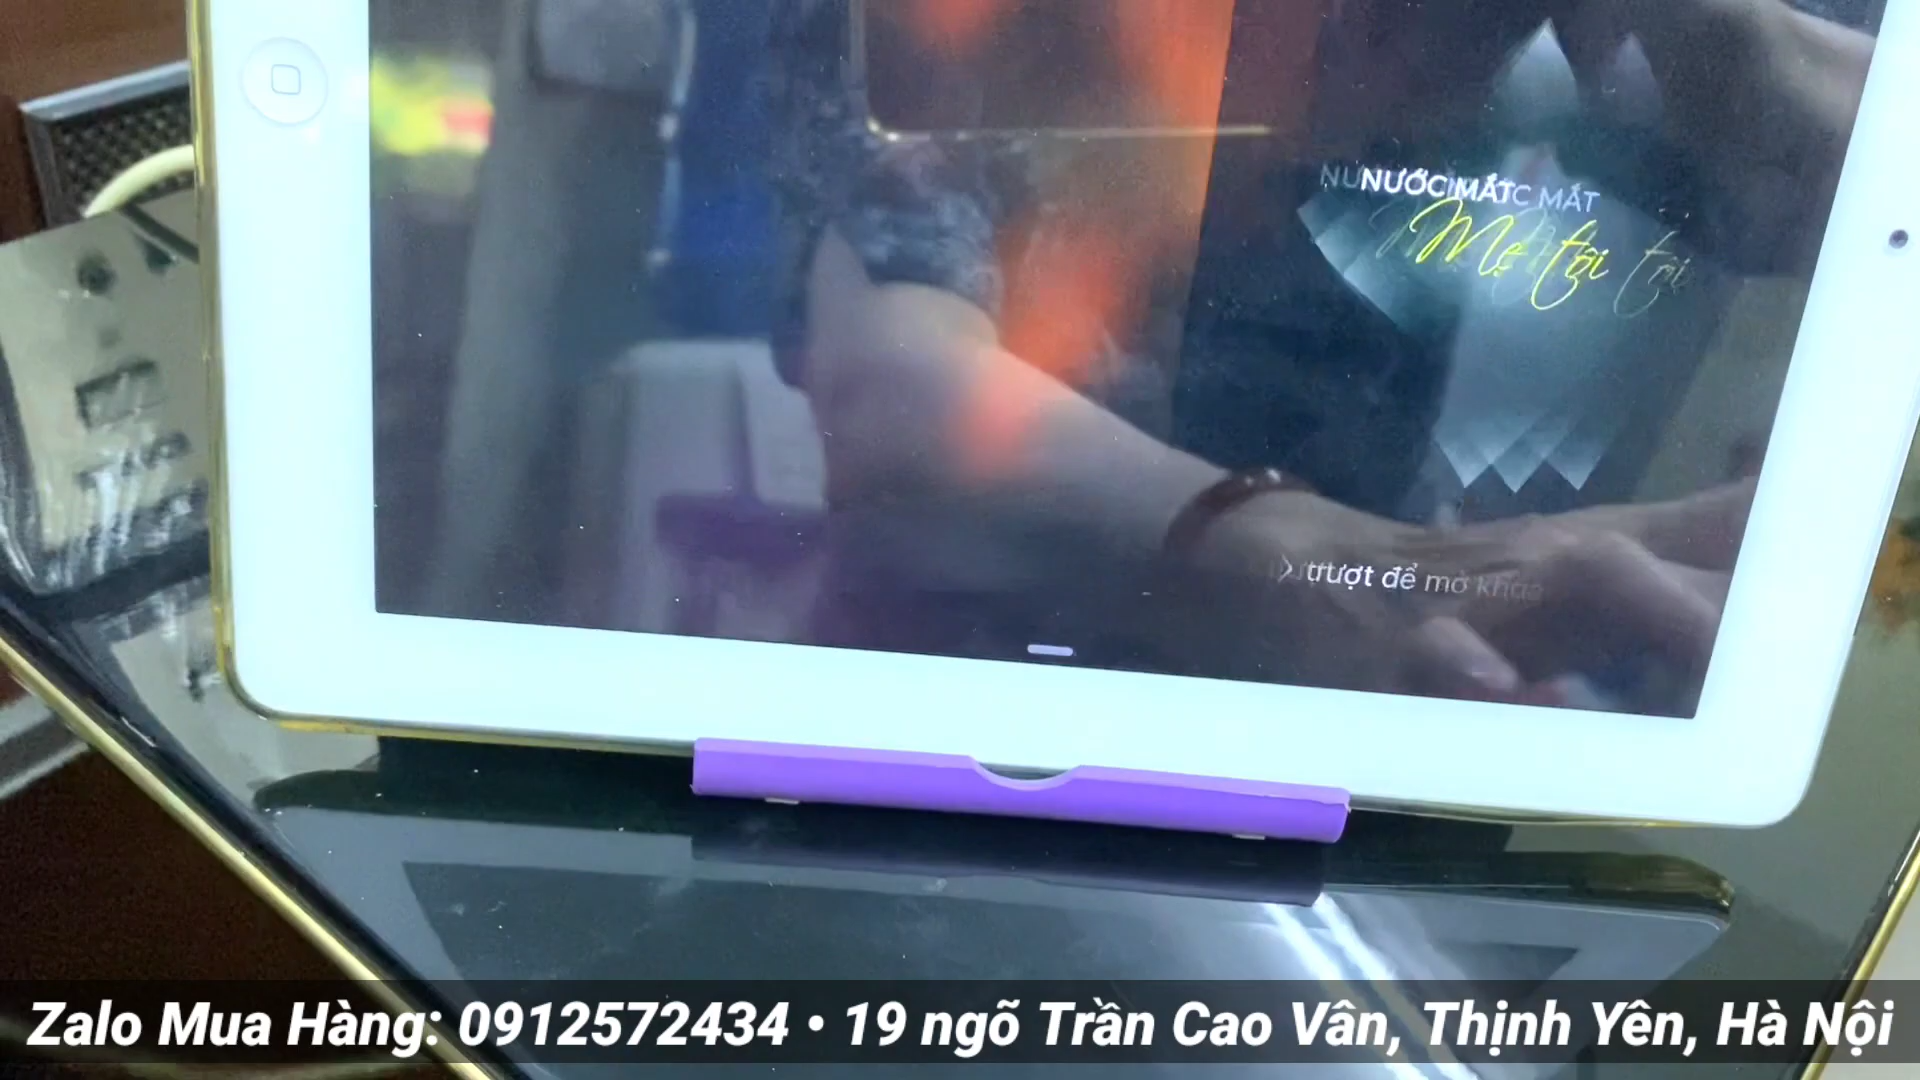 NƯỚC MẮT
Mẹ tôi
> trượt để mở khóa
Zalo Mua Hàng: 0912572434 • 19 ngõ Trần Cao Vân, Thịnh Yên, Hà Nội